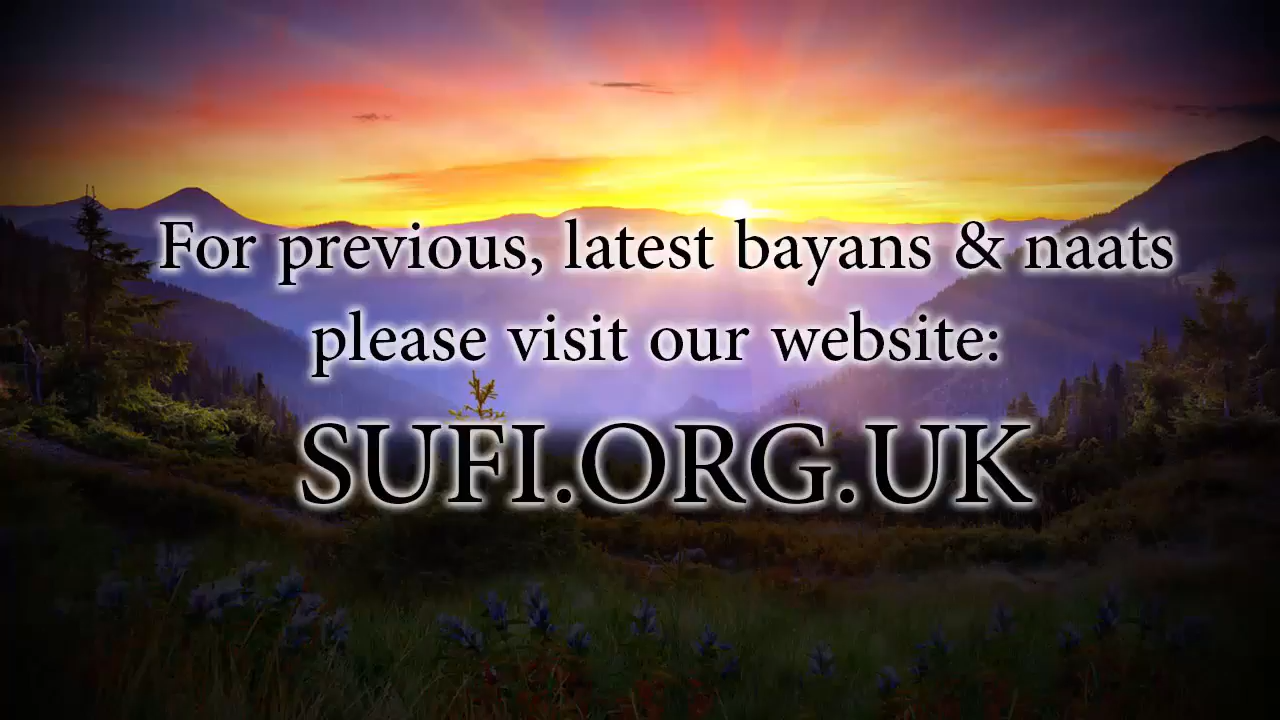 For previous, latest bayans & naats
please visit our website:
SUFI.ORG.UK